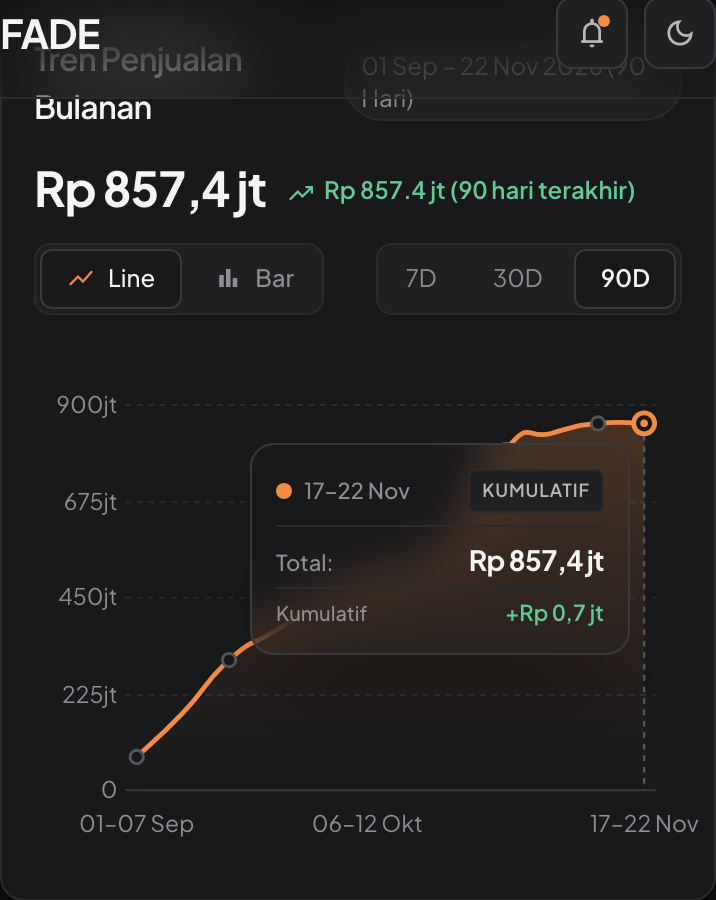 FADE
Tren Penjualan
Bulanan
01 Sep – 22 Nov 2026 (90
Hari)
Rp 857,4 jt
Rp 857.4 jt (90 hari terakhir)
Line
Bar
7D
30D
90D
900jt
675jt
450jt
225jt
0
17–22 Nov
KUMULATIF
Total:
Rp 857,4 jt
Kumulatif
+Rp 0,7 jt
01–07 Sep
06–12 Okt
17–22 Nov